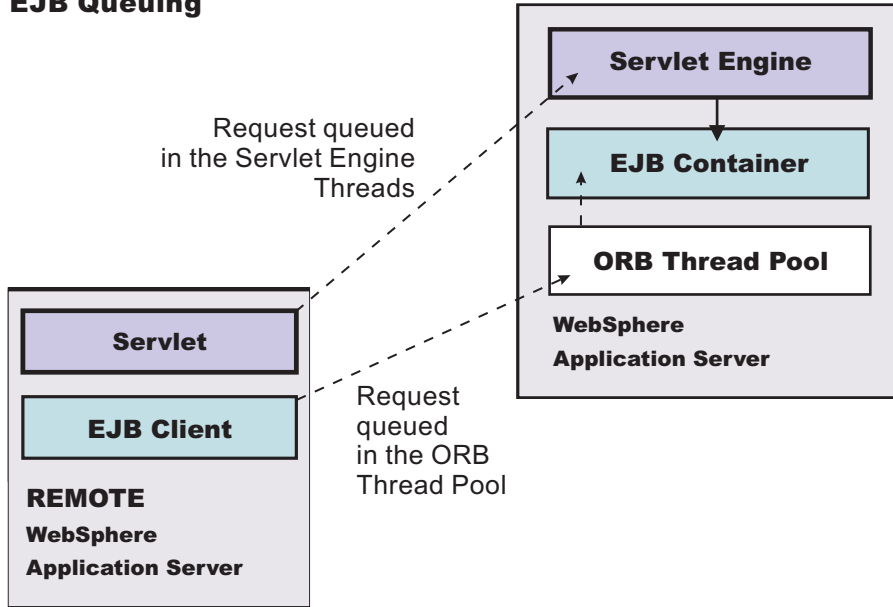 EJB Queuing
Servlet Engine
Request queued
in the Servlet Engine
Threads
EJB Container
ORB Thread Pool
WebSphere
Application Server
Servlet
EJB Client
REMOTE
WebSphere
Application Server
Request
queued
in the ORB
Thread Pool